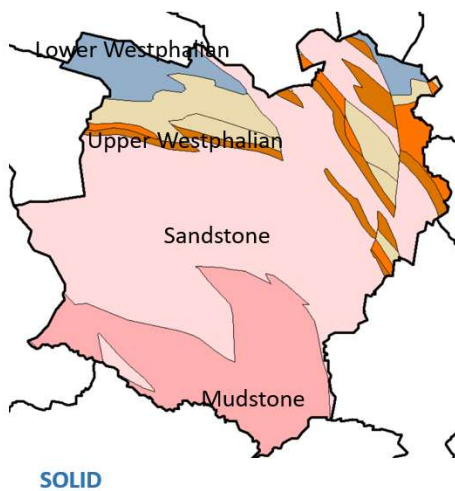 Lower Westphalian
Upper Westphalian
Sandstone
Mudstone
SOLID